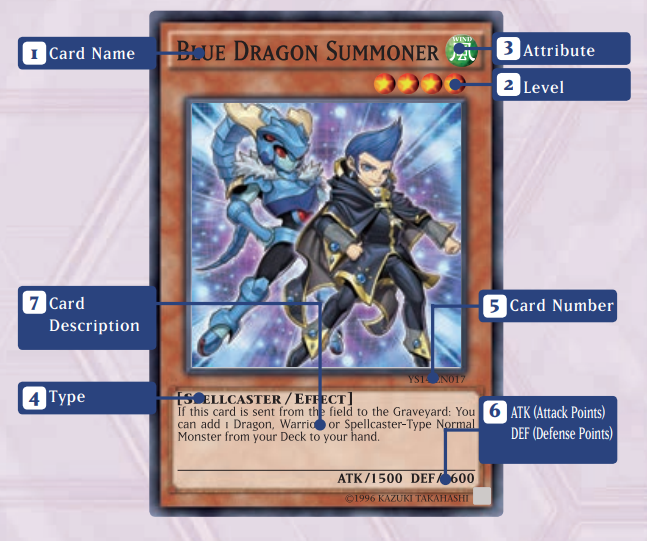 1 Card Name
BLUE DRAGON SUMMONER
WIND
風
3 Attribute
2 Level
7 Card
Description
5 Card Number
4 Type
[SPELLCASTER / EFFECT]
If this card is sent from the field to the Graveyard: You
can add 1 Dragon, Warrior or Spellcaster-Type Normal
Monster from your Deck to your hand.
6 ATK (Attack Points)
DEF (Defense Points)
ATK/1500 DEF/600
©1996 KAZUKI TAKAHASHI